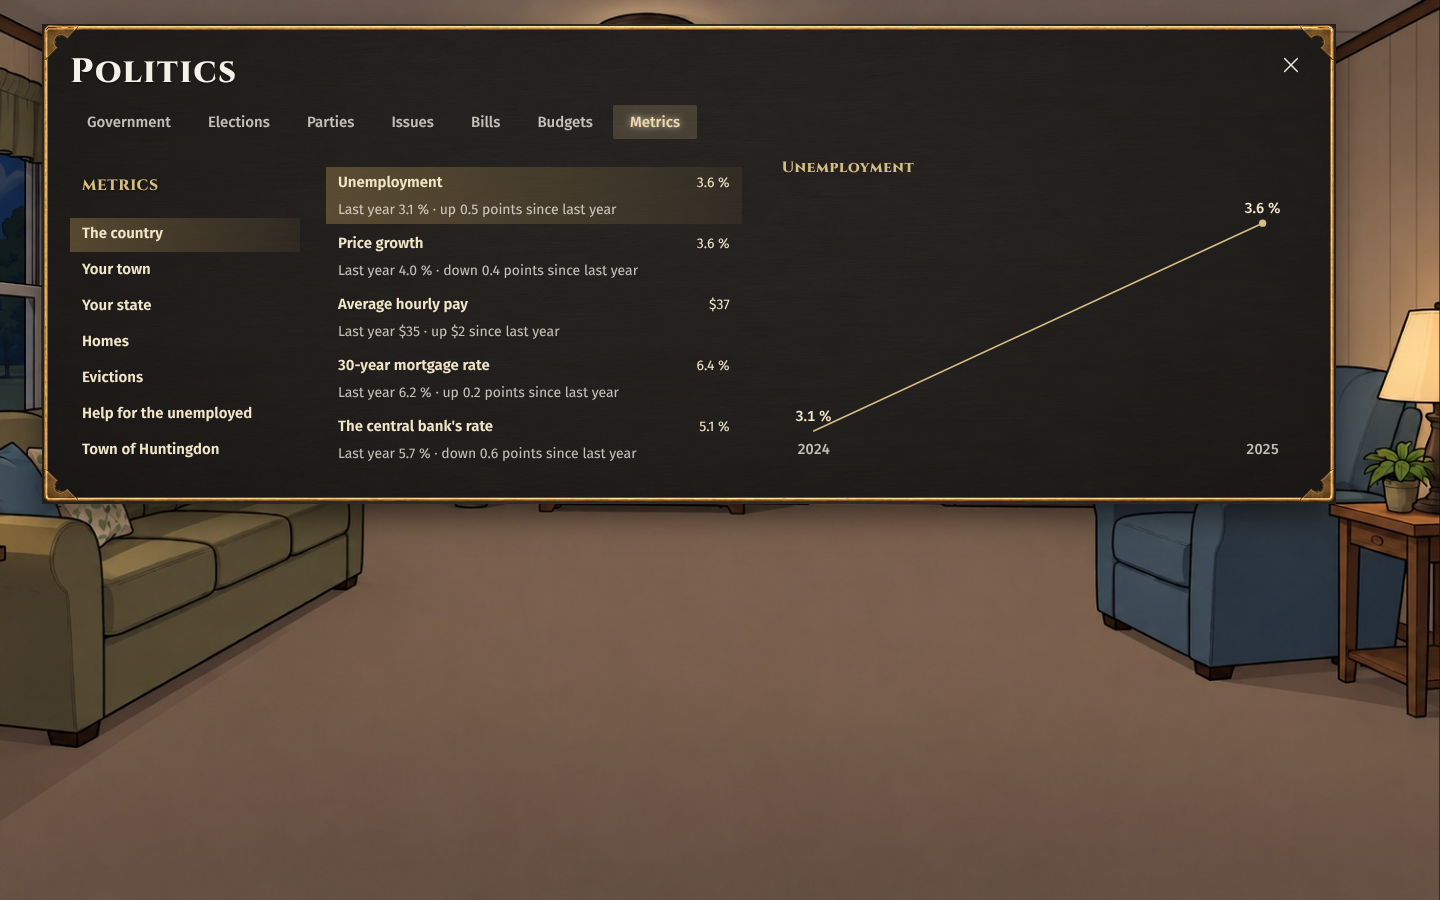 Politics
Government Elections Parties Issues Bills Budgets Metrics
Metrics
The country
Your town
Your state
Homes
Evictions
Help for the unemployed
Town of Huntingdon
Unemployment 3.6 %
Last year 3.1 % · up 0.5 points since last year
Price growth 3.6 %
Last year 4.0 % · down 0.4 points since last year
Average hourly pay $37
Last year $35 · up $2 since last year
30-year mortgage rate 6.4 %
Last year 6.2 % · up 0.2 points since last year
The central bank's rate 5.1 %
Last year 5.7 % · down 0.6 points since last year
Unemployment
3.6 %
3.1 %
2024 2025